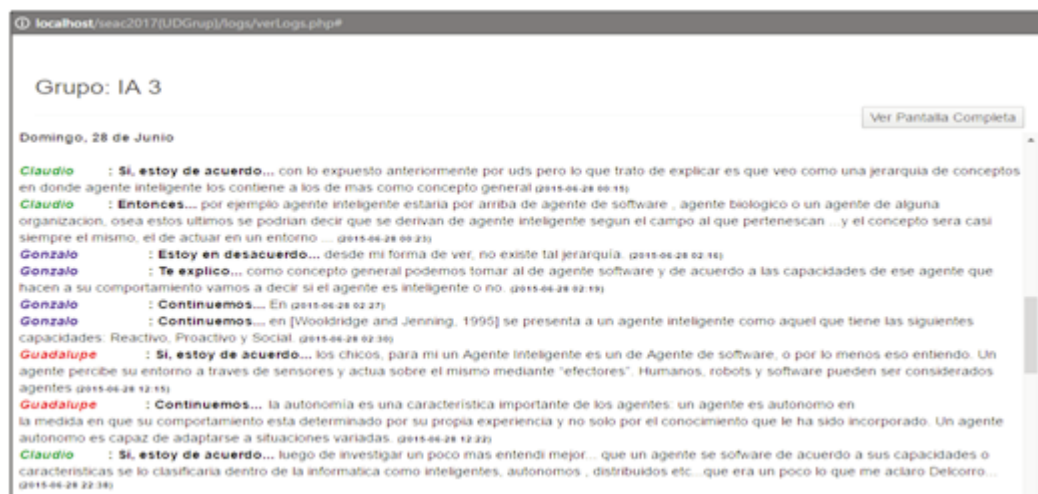 localhost/seac2017(UDGrup)/logs/verLogs.php#
Grupo: IA 3
Ver Pantalla Completa
Domingo, 28 de Junio
Claudio : Si, estoy de acuerdo... con lo expuesto anteriormente por uds pero lo que trato de explicar es que veo como una jerarquia de conceptos
en donde agente inteligente los contiene a los de mas como concepto general (2015-06-28 00:15)
Claudio : Entonces... por ejemplo agente inteligente estaria por arriba de agente de software , agente biologico o un agente de alguna
organizacion, osea estos ultimos se podrian decir que se derivan de agente inteligente segun el campo al que pertenescan ...y el concepto sera casi
siempre el mismo, el de actuar en un entorno ... (2015-06-28 00:23)
Gonzalo : Estoy en desacuerdo... desde mi forma de ver, no existe tal jerarquía. (2015-06-28 02:16)
Gonzalo : Te explico... como concepto general podemos tomar al de agente software y de acuerdo a las capacidades de ese agente que
hacen a su comportamiento vamos a decir si el agente es inteligente o no. (2015-06-28 02:19)
Gonzalo : Continuemos... En (2015-06-28 02:27)
Gonzalo : Continuemos... en [Wooldridge and Jenning, 1995] se presenta a un agente inteligente como aquel que tiene las siguientes
capacidades: Reactivo, Proactivo y Social. (2015-06-28 02:30)
Guadalupe : Si, estoy de acuerdo... los chicos, para mi un Agente Inteligente es un de Agente de software, o por lo menos eso entiendo. Un
agente percibe su entorno a traves de sensores y actua sobre el mismo mediante "efectores". Humanos, robots y software pueden ser considerados
agentes (2015-06-28 12:15)
Guadalupe : Continuemos... la autonomía es una característica importante de los agentes: un agente es autonomo en
la medida en que su comportamiento esta determinado por su propia experiencia y no solo por el conocimiento que le ha sido incorporado. Un agente
autonomo es capaz de adaptarse a situaciones variadas. (2015-06-28 12:22)
Claudio : Si, estoy de acuerdo... luego de investigar un poco mas entendi mejor... que un agente se sofware de acuerdo a sus capacidades o
caracteristicas se lo clasificaria dentro de la informatica como inteligentes, autonomos , distribuidos etc...que era un poco lo que me aclaro Delcorro...
(2015-06-28 22:38)